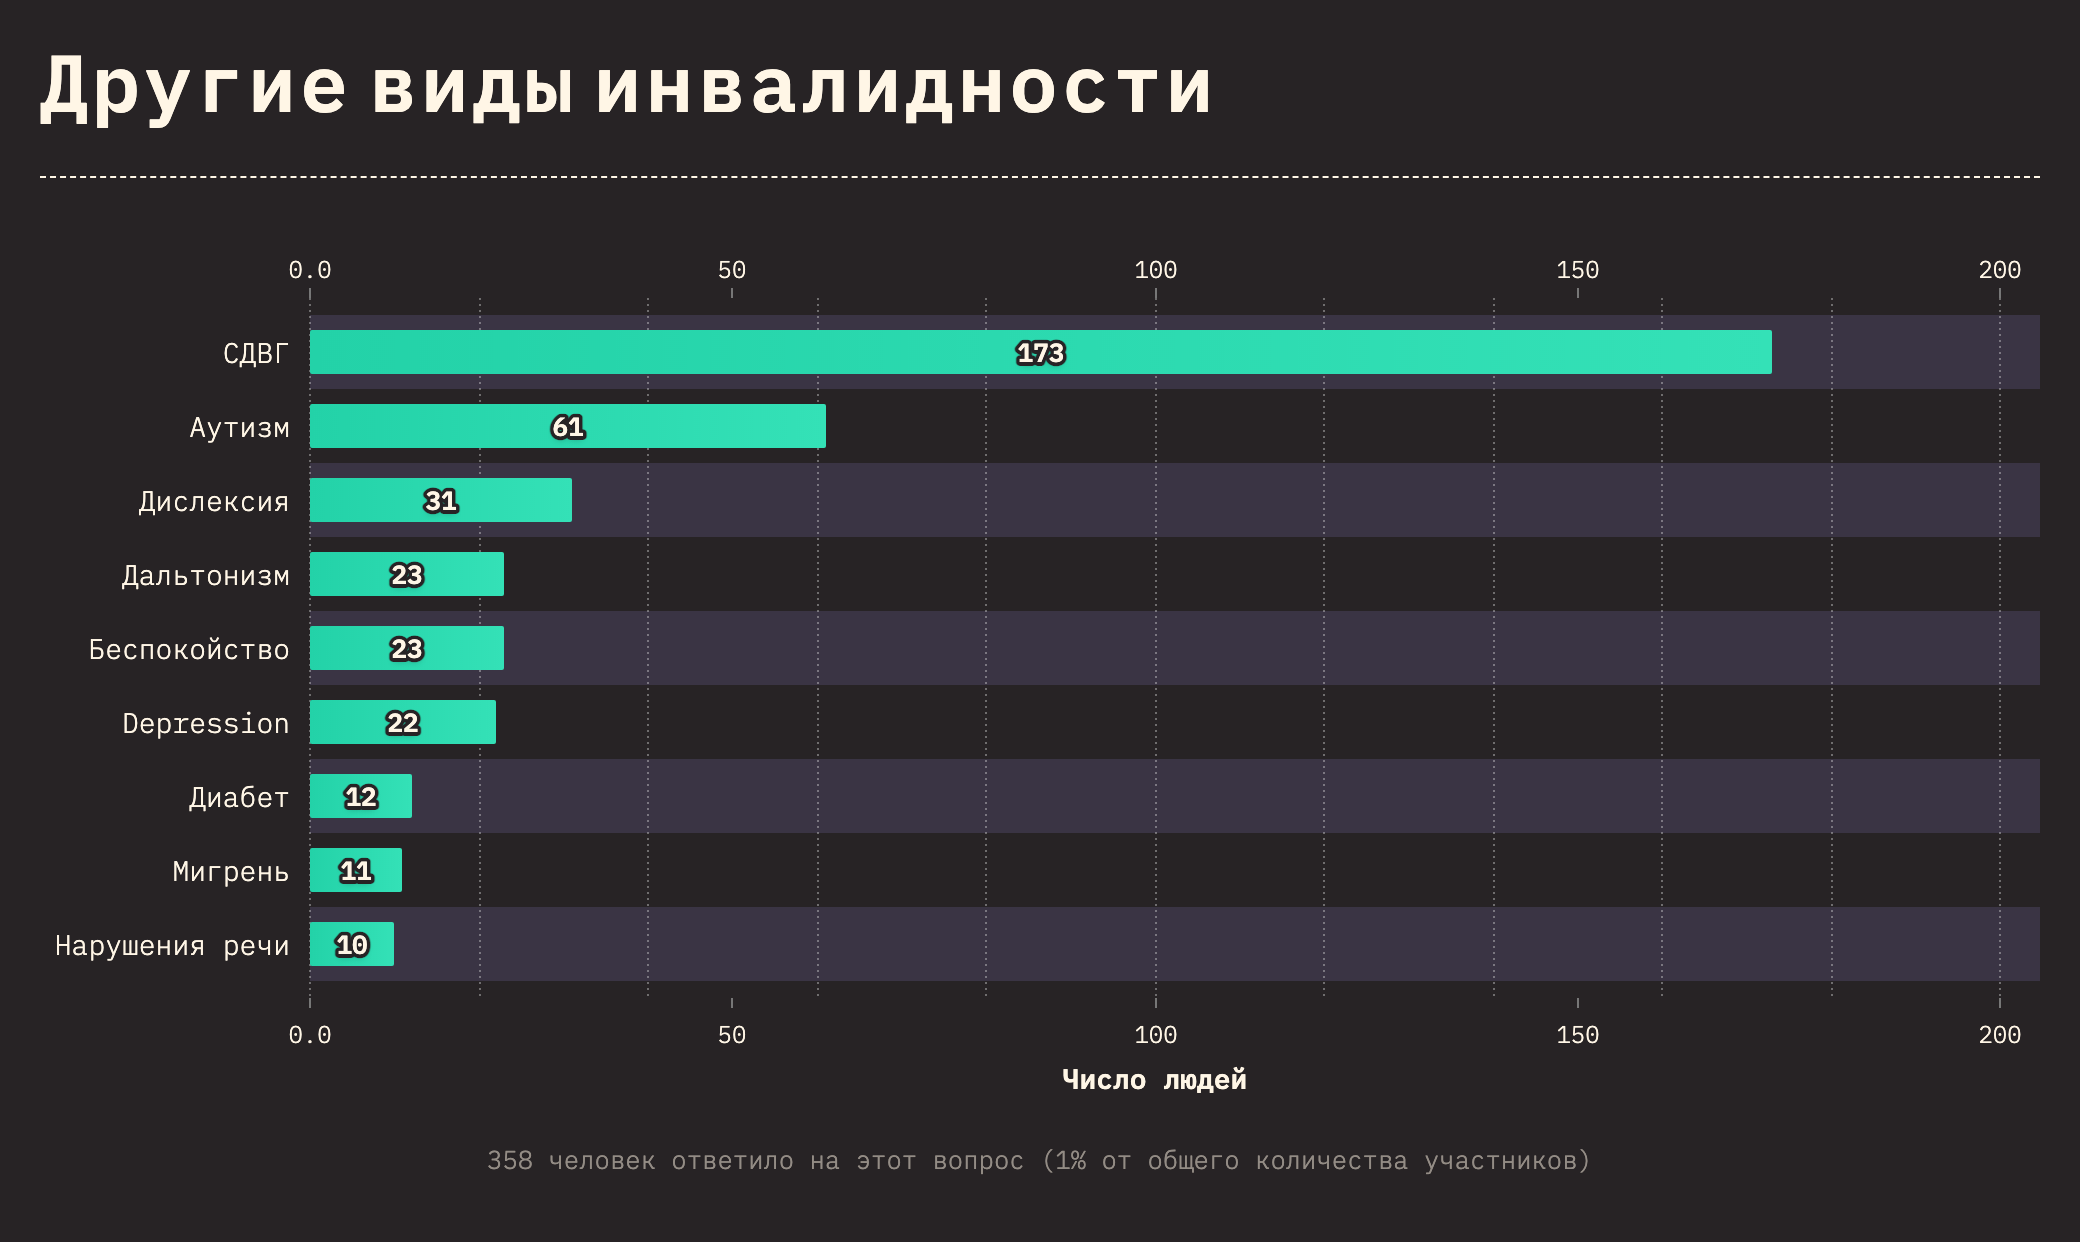 Другие виды инвалидности
0.0 50 100 150 200
СДВГ 173
Аутизм 61
Дислексия 31
Дальтонизм 23
Беспокойство 23
Depression 22
Диабет 12
Мигрень 11
Нарушения речи 10
0.0 50 100 150 200
Число людей
358 человек ответило на этот вопрос (1% от общего количества участников)